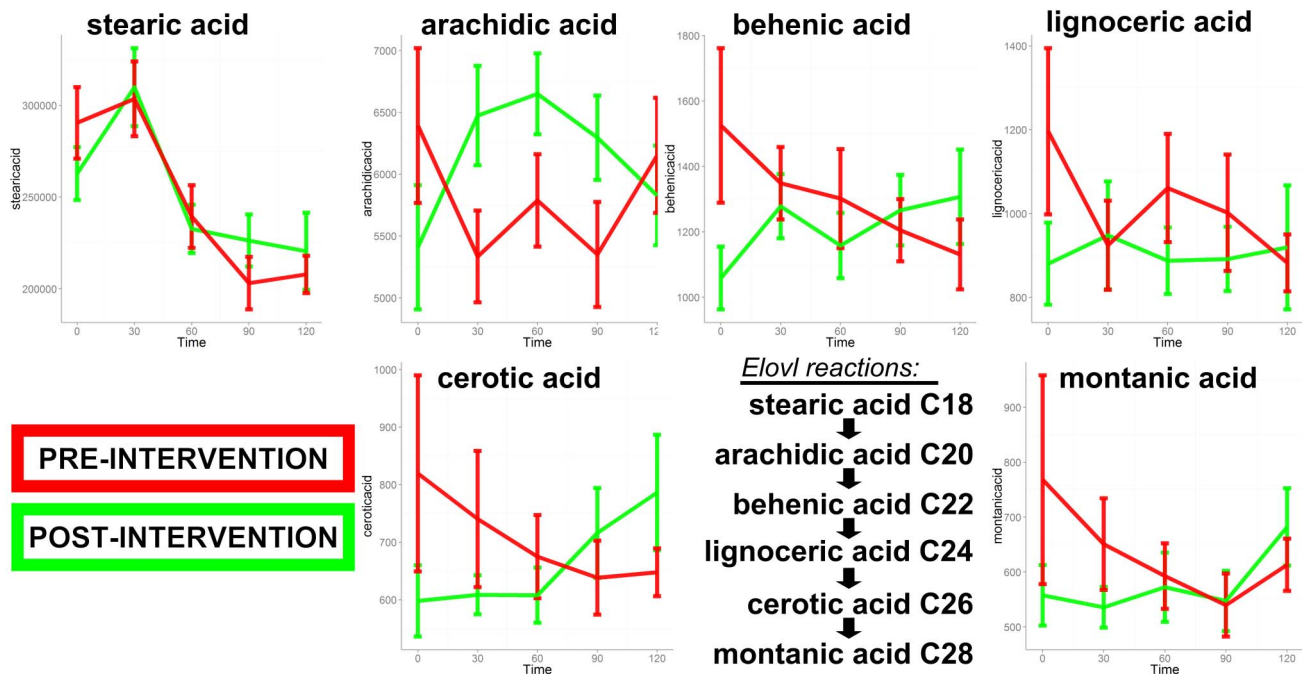 stearic acid
stearicacid
300000
250000
200000
0 30 60 90 120
Time
arachidic acid
arachidicacid
7000
6500
6000
5500
5000
0 30 60 90 120
Time
behenic acid
behenicacid
1800
1600
1400
1200
1000
0 30 60 90 120
Time
lignoceric acid
lignocericacid
1400
1200
1000
800
0 30 60 90 120
Time
PRE-INTERVENTION
POST-INTERVENTION
cerotic acid
ceroticacid
1000
900
800
700
600
0 30 60 90 120
Time
Elovl reactions:
stearic acid C18
arachidic acid C20
behenic acid C22
lignoceric acid C24
cerotic acid C26
montanic acid C28
montanic acid
montanicacid
900
800
700
600
500
0 30 60 90 120
Time